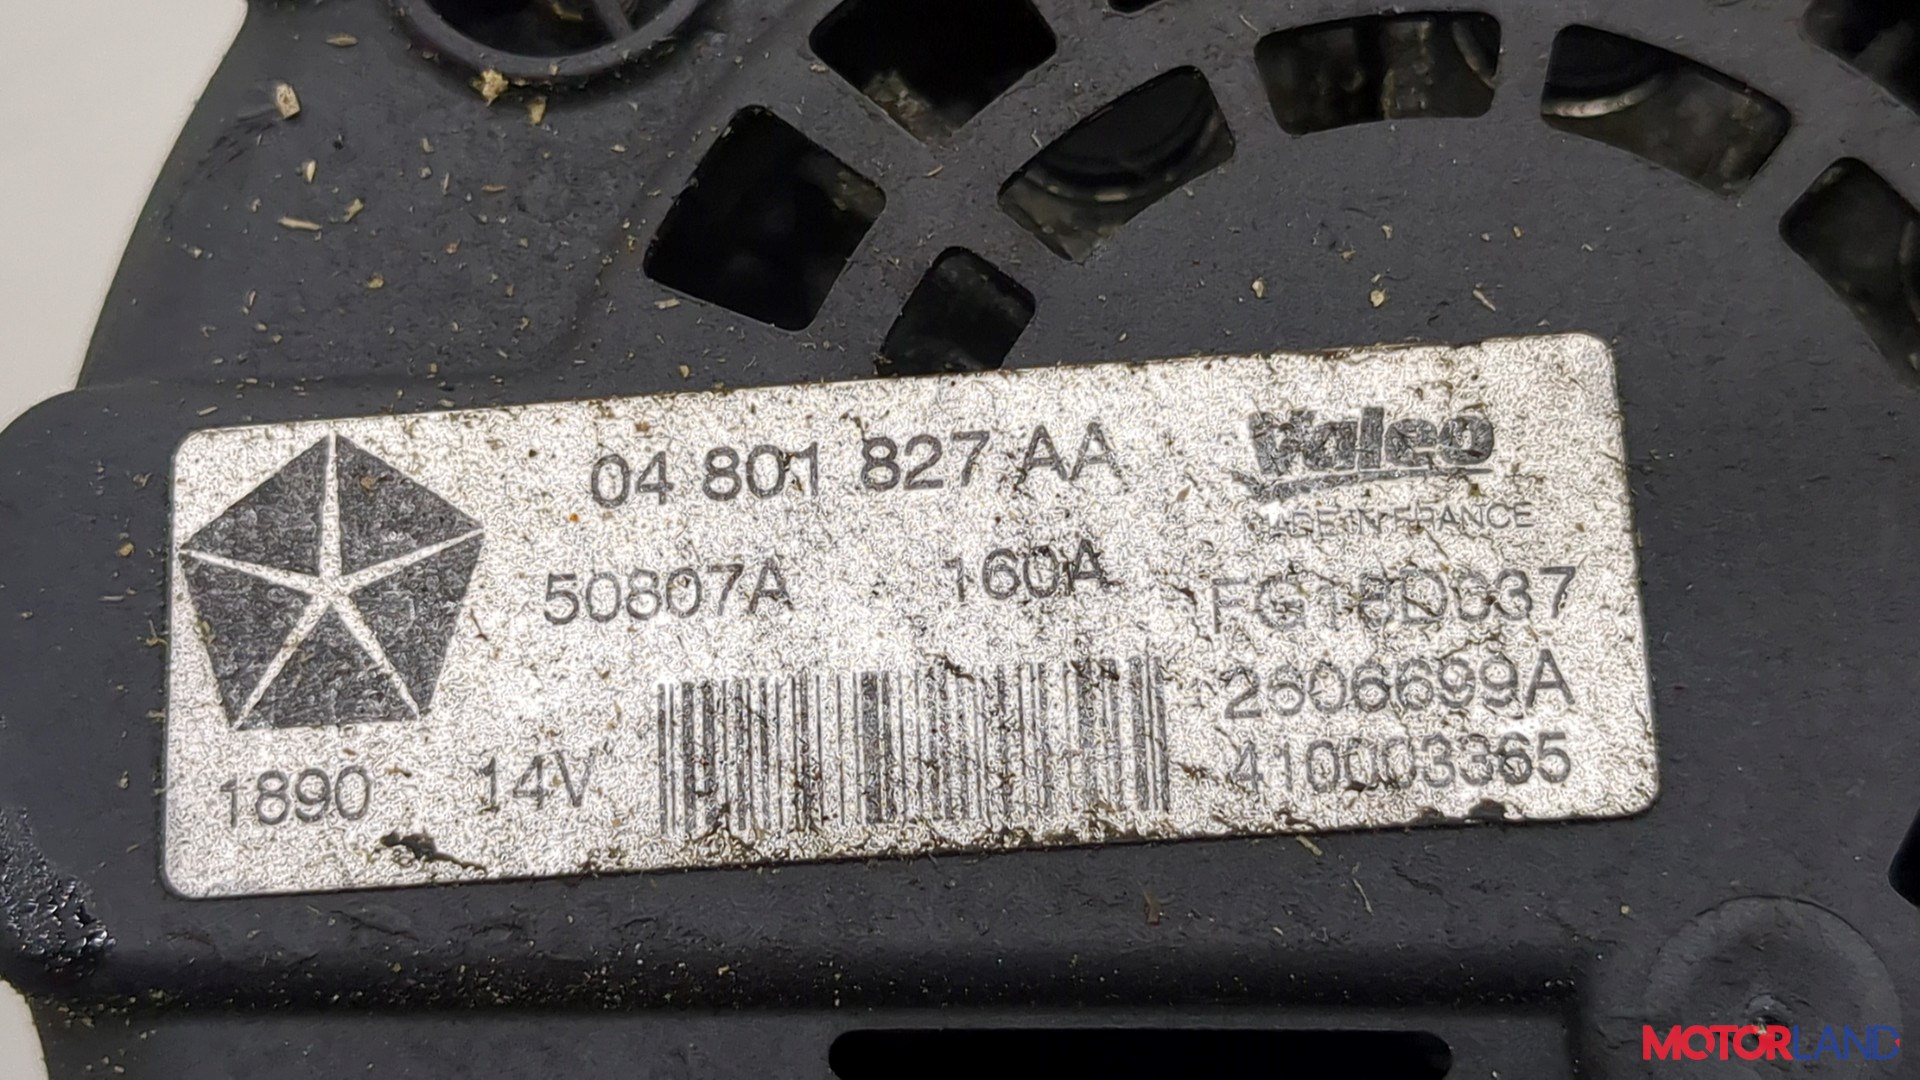 04 801 827 AA
Valeo
MADE IN FRANCE
50807A 160A
FG18D037
2606699A
410003365
1890 14V
MOTORLAND